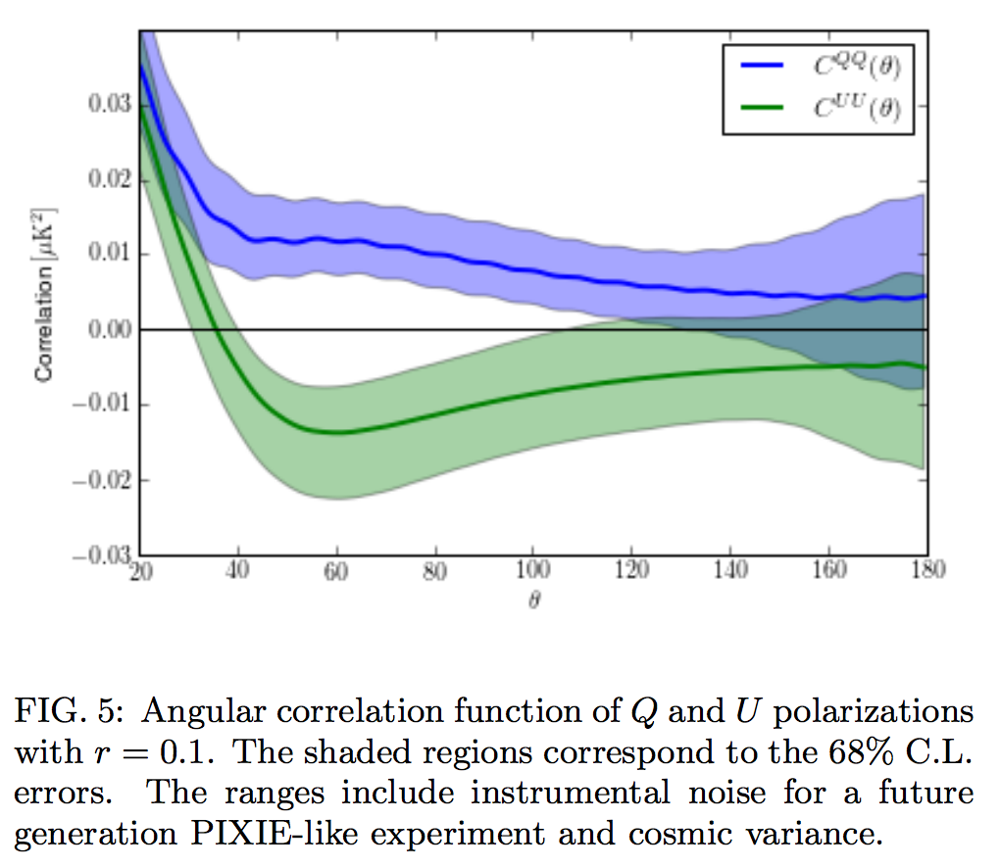 C^{QQ}(θ)
C^{UU}(θ)
Correlation [μK²]
0.03
0.02
0.01
0.00
−0.01
−0.02
−0.03
20 40 60 80 100 120 140 160 180
θ
FIG. 5: Angular correlation function of Q and U polarizations
with r = 0.1. The shaded regions correspond to the 68% C.L.
errors. The ranges include instrumental noise for a future
generation PIXIE-like experiment and cosmic variance.